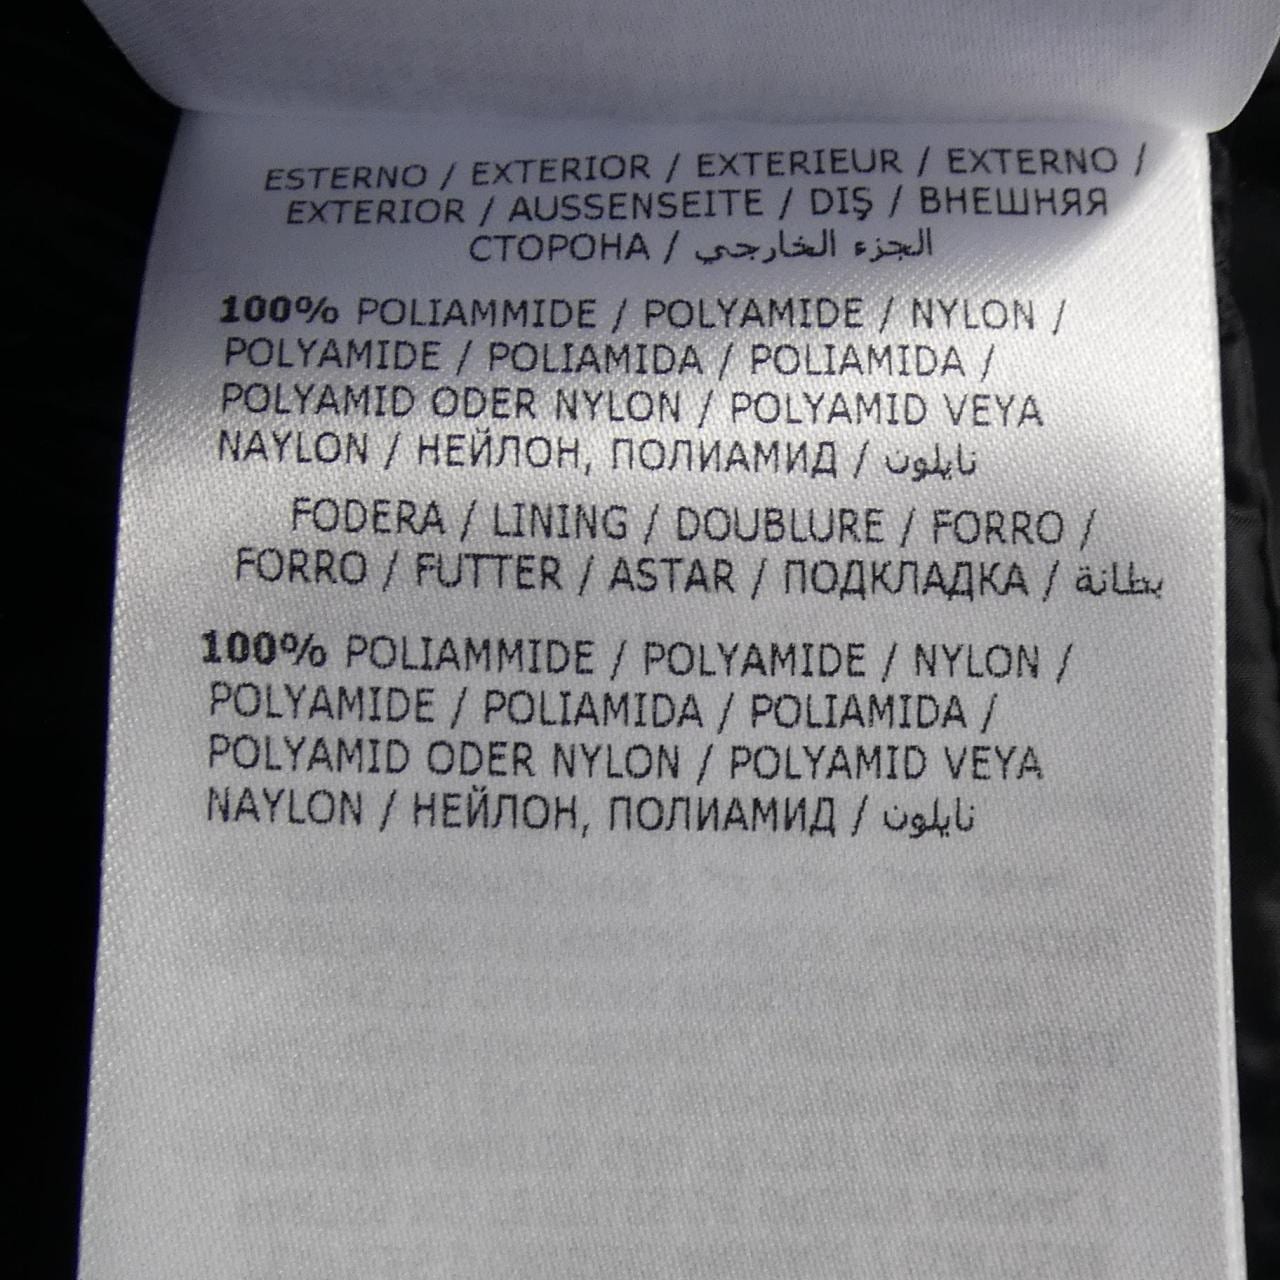 ESTERNO / EXTERIOR / EXTERIEUR / EXTERNO /
EXTERIOR / AUSSENSEITE / DIŞ / ВНЕШНЯЯ
СТОРОНА / الجزء الخارجي
100% POLIAMMIDE / POLYAMIDE / NYLON /
POLYAMIDE / POLIAMIDA / POLIAMIDA /
POLYAMID ODER NYLON / POLYAMID VEYA
NAYLON / НЕЙЛОН, ПОЛИАМИД / نايلون
FODERA / LINING / DOUBLURE / FORRO /
FORRO / FUTTER / ASTAR / ПОДКЛАДКА / بطانة
100% POLIAMMIDE / POLYAMIDE / NYLON /
POLYAMIDE / POLIAMIDA / POLIAMIDA /
POLYAMID ODER NYLON / POLYAMID VEYA
NAYLON / НЕЙЛОН, ПОЛИАМИД / نايلون